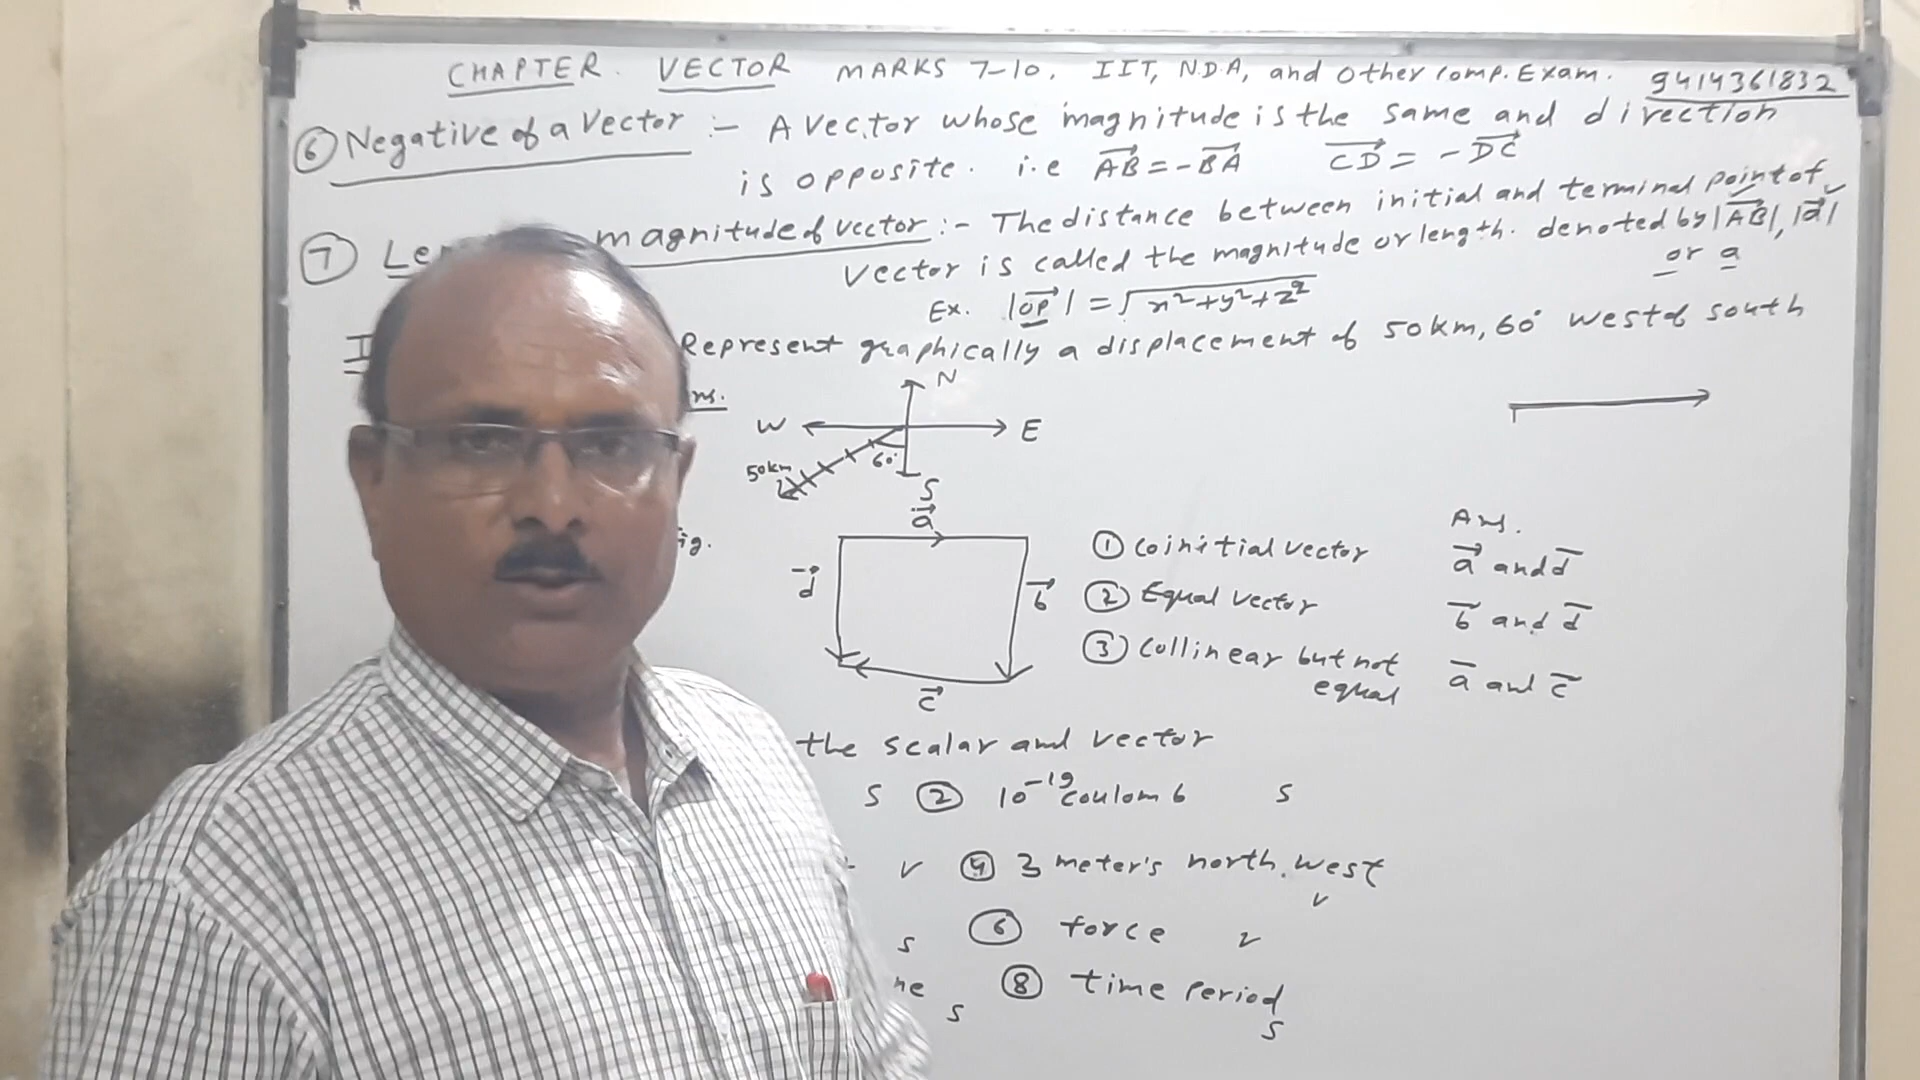 CHAPTER. VECTOR MARKS 7-10. IIT, N.D.A, and Other comp. Exam. 9414361832
⑥ Negative of a Vector :- A Vector whose magnitude is the same and direction
is opposite. i.e AB⃗ = -BA⃗ CD⃗ = -DC⃗
⑦ magnitude of vector :- The distance between initial and terminal point of
vector is called the magnitude or length. denoted by |AB⃗|, |a⃗|
or a
Ex. |OP⃗| = √x²+y²+z²
Represent graphically a displacement of 50km, 60° west of south
N
W E
60°
50km
S
a⃗
d⃗ b⃗
c⃗
Ans.
① Coinitial vector a⃗ and d⃗
② Equal vector b⃗ and d⃗
③ Collinear but not equal a⃗ and c⃗
the scalar and vector
S ② 10⁻¹⁹ coulomb S
v ④ 3 meter's north.west
v
S ⑥ force v
S ⑧ time period
S